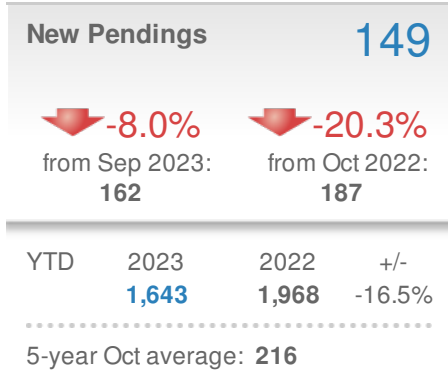 New Pendings 149
-8.0% -20.3%
from Sep 2023: from Oct 2022:
162 187
YTD 2023 2022 +/-
1,643 1,968 -16.5%
5-year Oct average: 216